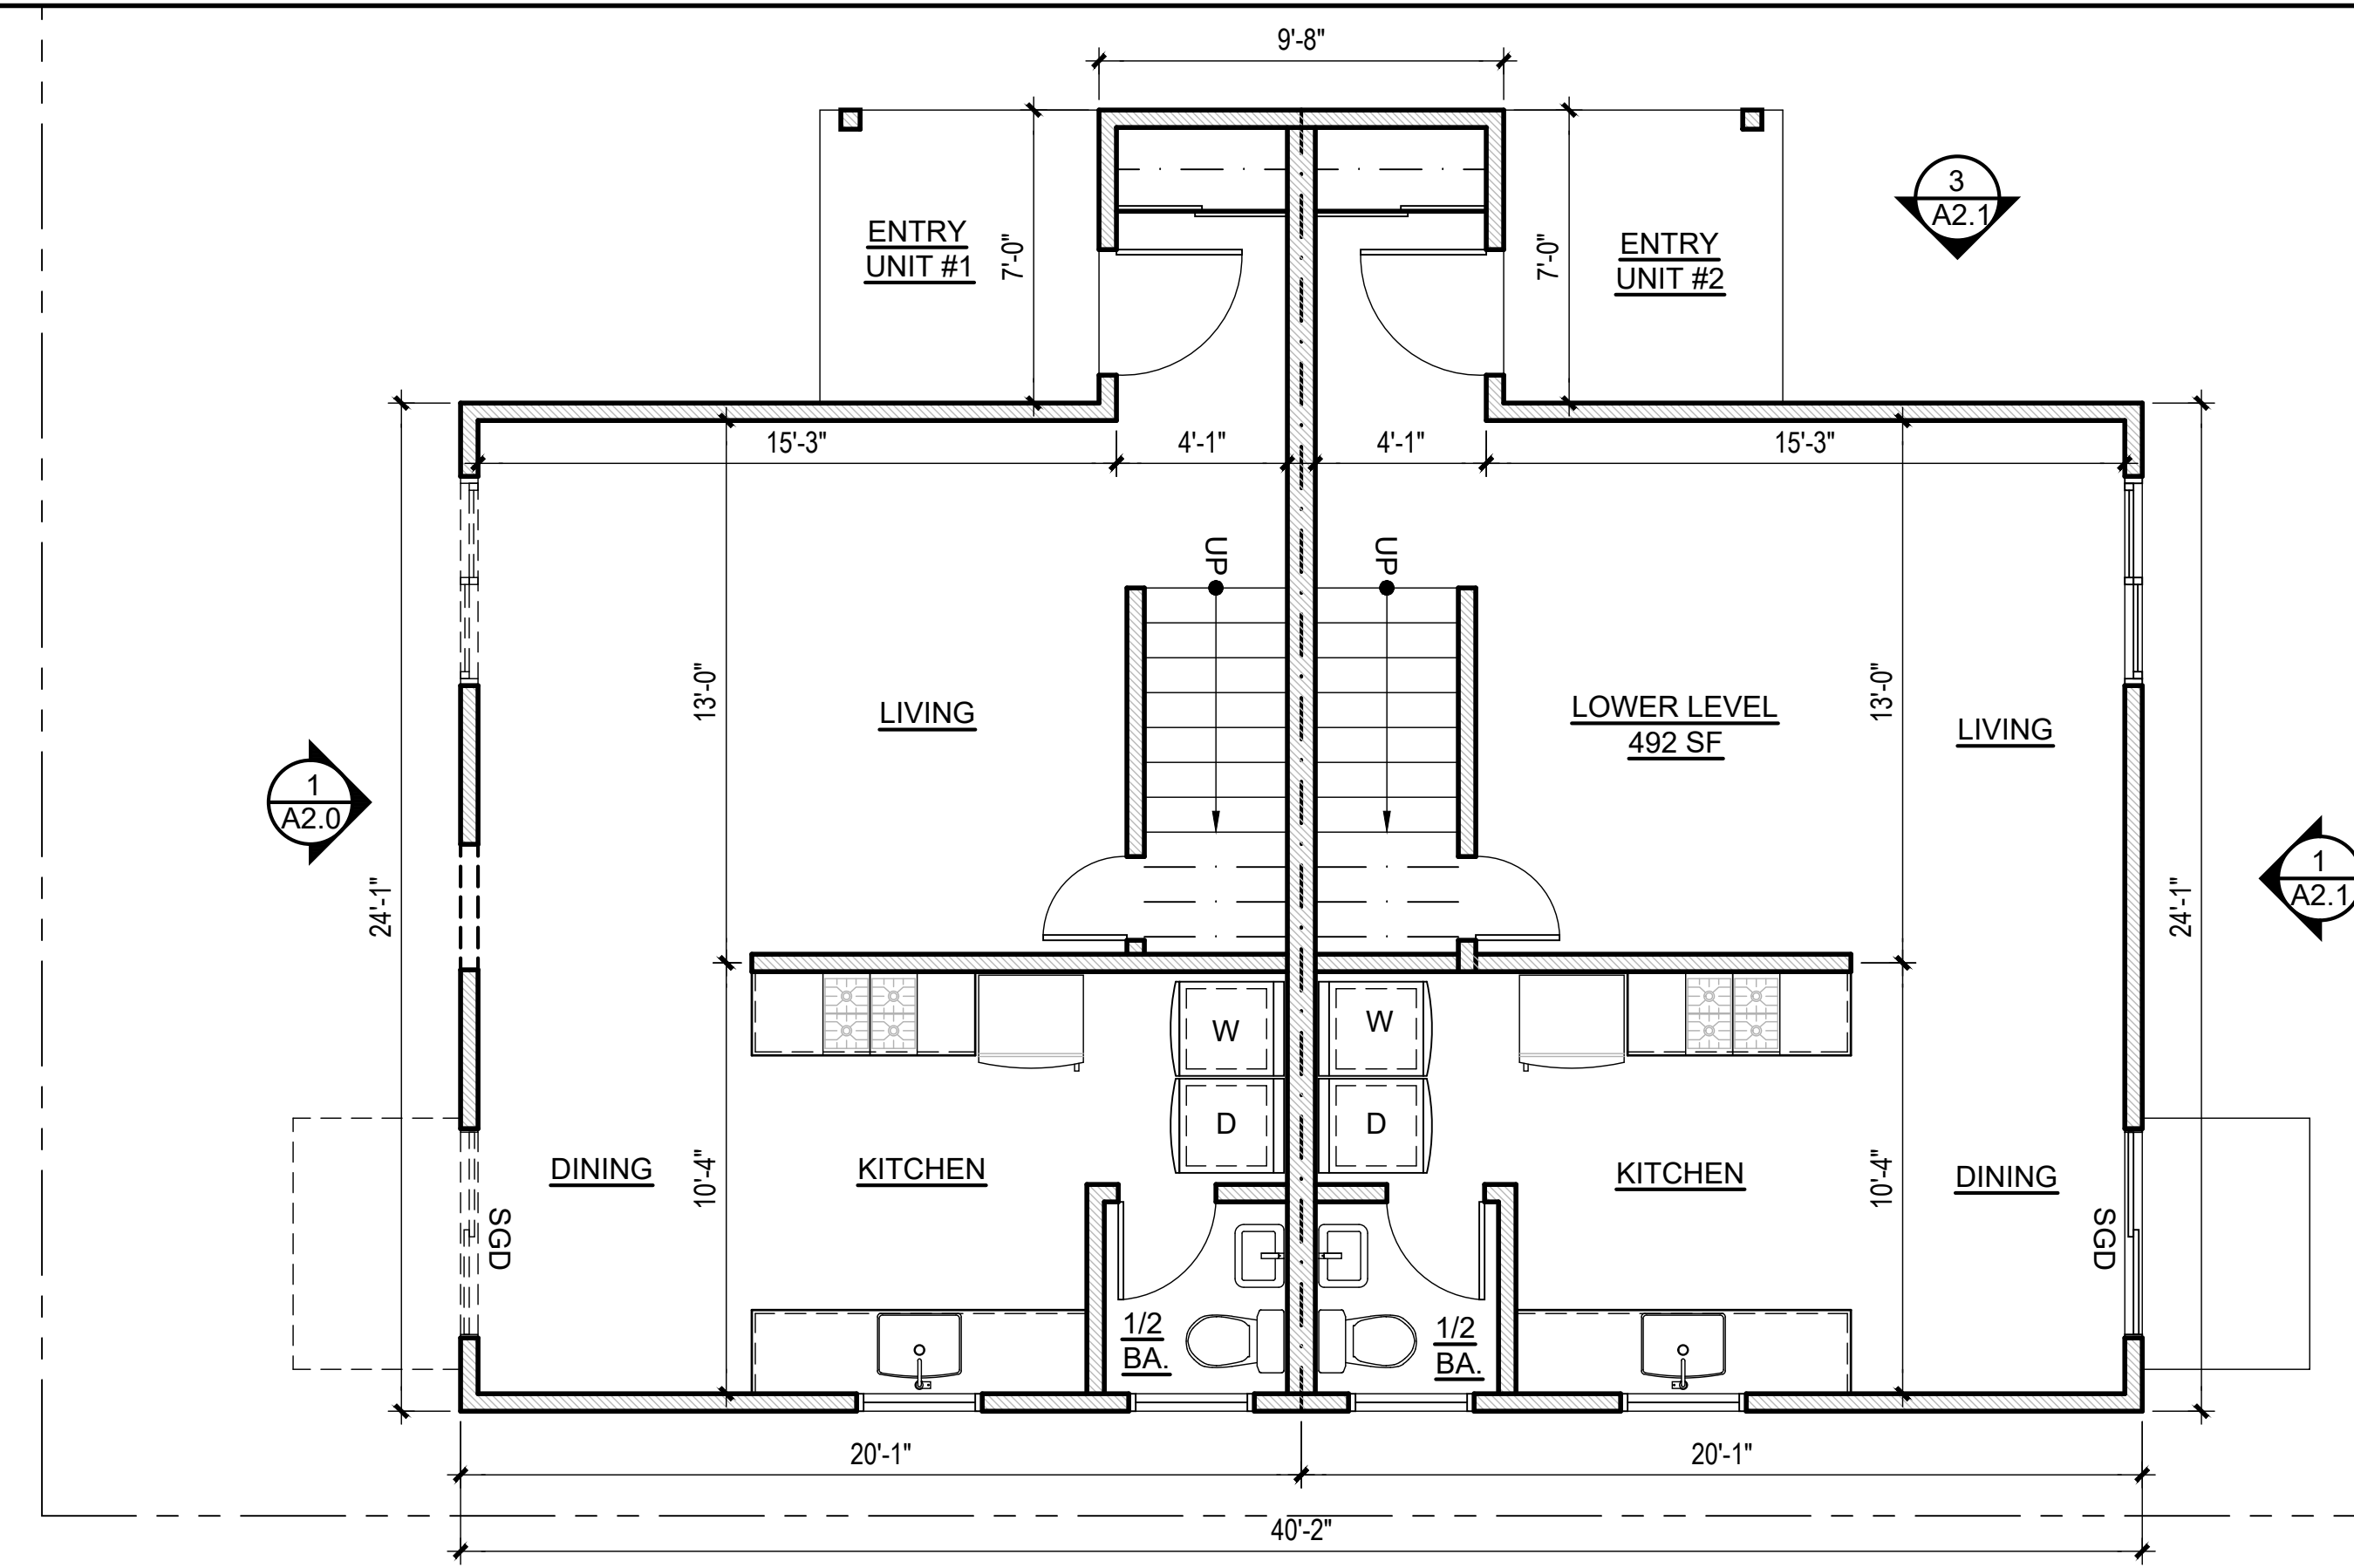 9'-8"
3
A2.1
ENTRY
UNIT #1
7'-0"
7'-0"
ENTRY
UNIT #2
15'-3"
4'-1"
4'-1"
15'-3"
UP
UP
13'-0"
LIVING
LOWER LEVEL
492 SF
13'-0"
LIVING
1
A2.0
24'-1"
1
A2.1
24'-1"
W
W
D
D
DINING
10'-4"
KITCHEN
KITCHEN
10'-4"
DINING
SGD
SGD
1/2
BA.
1/2
BA.
20'-1"
20'-1"
40'-2"